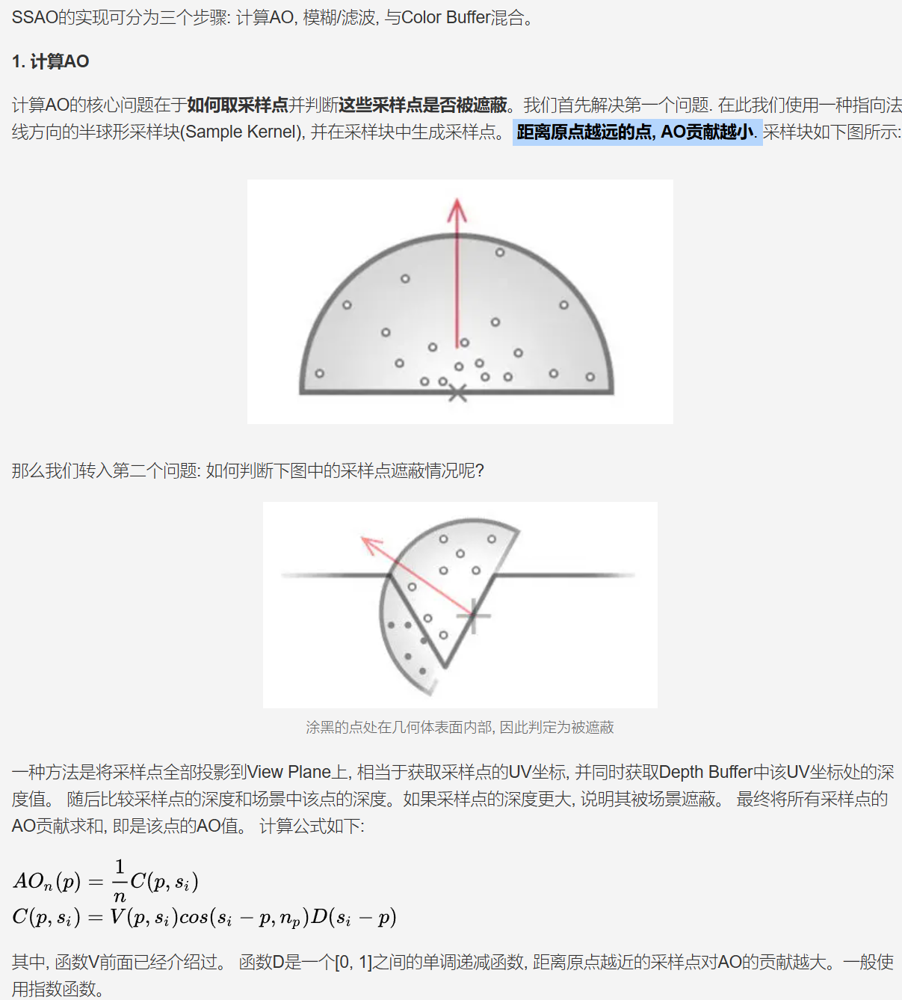 SSAO的实现可分为三个步骤: 计算AO, 模糊/滤波, 与Color Buffer混合。
1. 计算AO
计算AO的核心问题在于如何取采样点并判断这些采样点是否被遮蔽。我们首先解决第一个问题. 在此我们使用一种指向法
线方向的半球形采样块(Sample Kernel), 并在采样块中生成采样点。 距离原点越远的点, AO贡献越小. 采样块如下图所示:
那么我们转入第二个问题: 如何判断下图中的采样点遮蔽情况呢?
涂黑的点处在几何体表面内部, 因此判定为被遮蔽
一种方法是将采样点全部投影到View Plane上, 相当于获取采样点的UV坐标, 并同时获取Depth Buffer中该UV坐标处的深
度值。 随后比较采样点的深度和场景中该点的深度。如果采样点的深度更大, 说明其被场景遮蔽。 最终将所有采样点的
AO贡献求和, 即是该点的AO值。 计算公式如下:
$AO_n(p) = \frac{1}{n}C(p, s_i)$
$C(p, s_i) = V(p, s_i)cos(s_i - p, n_p)D(s_i - p)$
其中, 函数V前面已经介绍过。 函数D是一个[0, 1]之间的单调递减函数, 距离原点越近的采样点对AO的贡献越大。一般使
用指数函数。